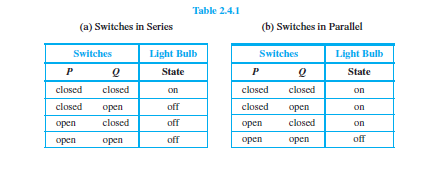 Table 2.4.1
(a) Switches in Series (b) Switches in Parallel
Switches Light Bulb Switches Light Bulb
P Q State P Q State
closed closed on closed closed on
closed open off closed open on
open closed off open closed on
open open off open open off